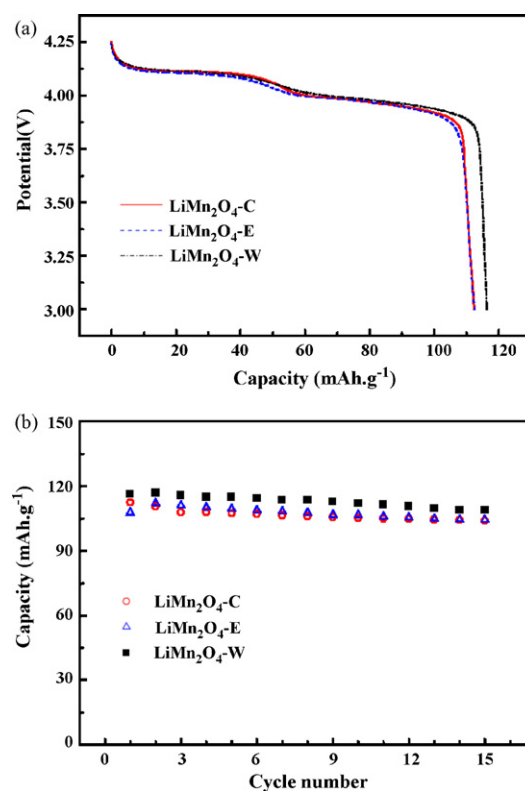 (a)
4.25
4.00
3.75
3.50
3.25
3.00
Potential(V)
LiMn₂O₄-C
LiMn₂O₄-E
LiMn₂O₄-W
0 20 40 60 80 100 120
Capacity (mAh.g⁻¹)
(b)
150
120
90
60
30
0
Capacity (mAh.g⁻¹)
LiMn₂O₄-C
LiMn₂O₄-E
LiMn₂O₄-W
0 3 6 9 12 15
Cycle number